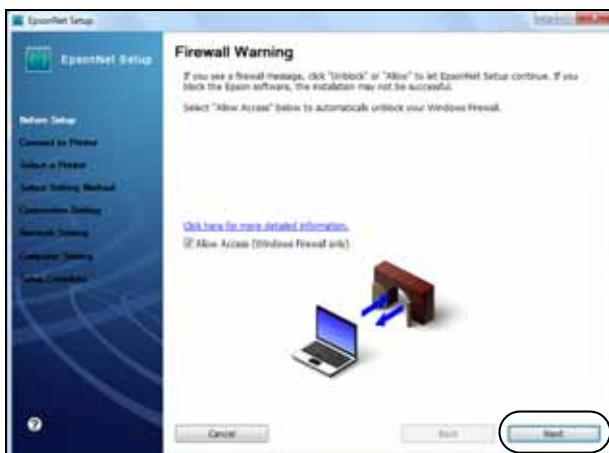 EpsonNet Setup
EpsonNet Setup
Firewall Warning
If you see a firewall message, click "Unblock" or "Allow" to let EpsonNet Setup continue. If you
block the Epson software, the installation may not be successful.
Select "Allow Access" below to automatically unblock your Windows Firewall.
Before Setup
Connect to Printer
Select a Printer
Select Setting Method
Connection Setting
Network Setting
Computer Setting
Setup Complete
Click here for more detailed information.
Allow Access (Windows Firewall only)
?
Cancel
Back
Next